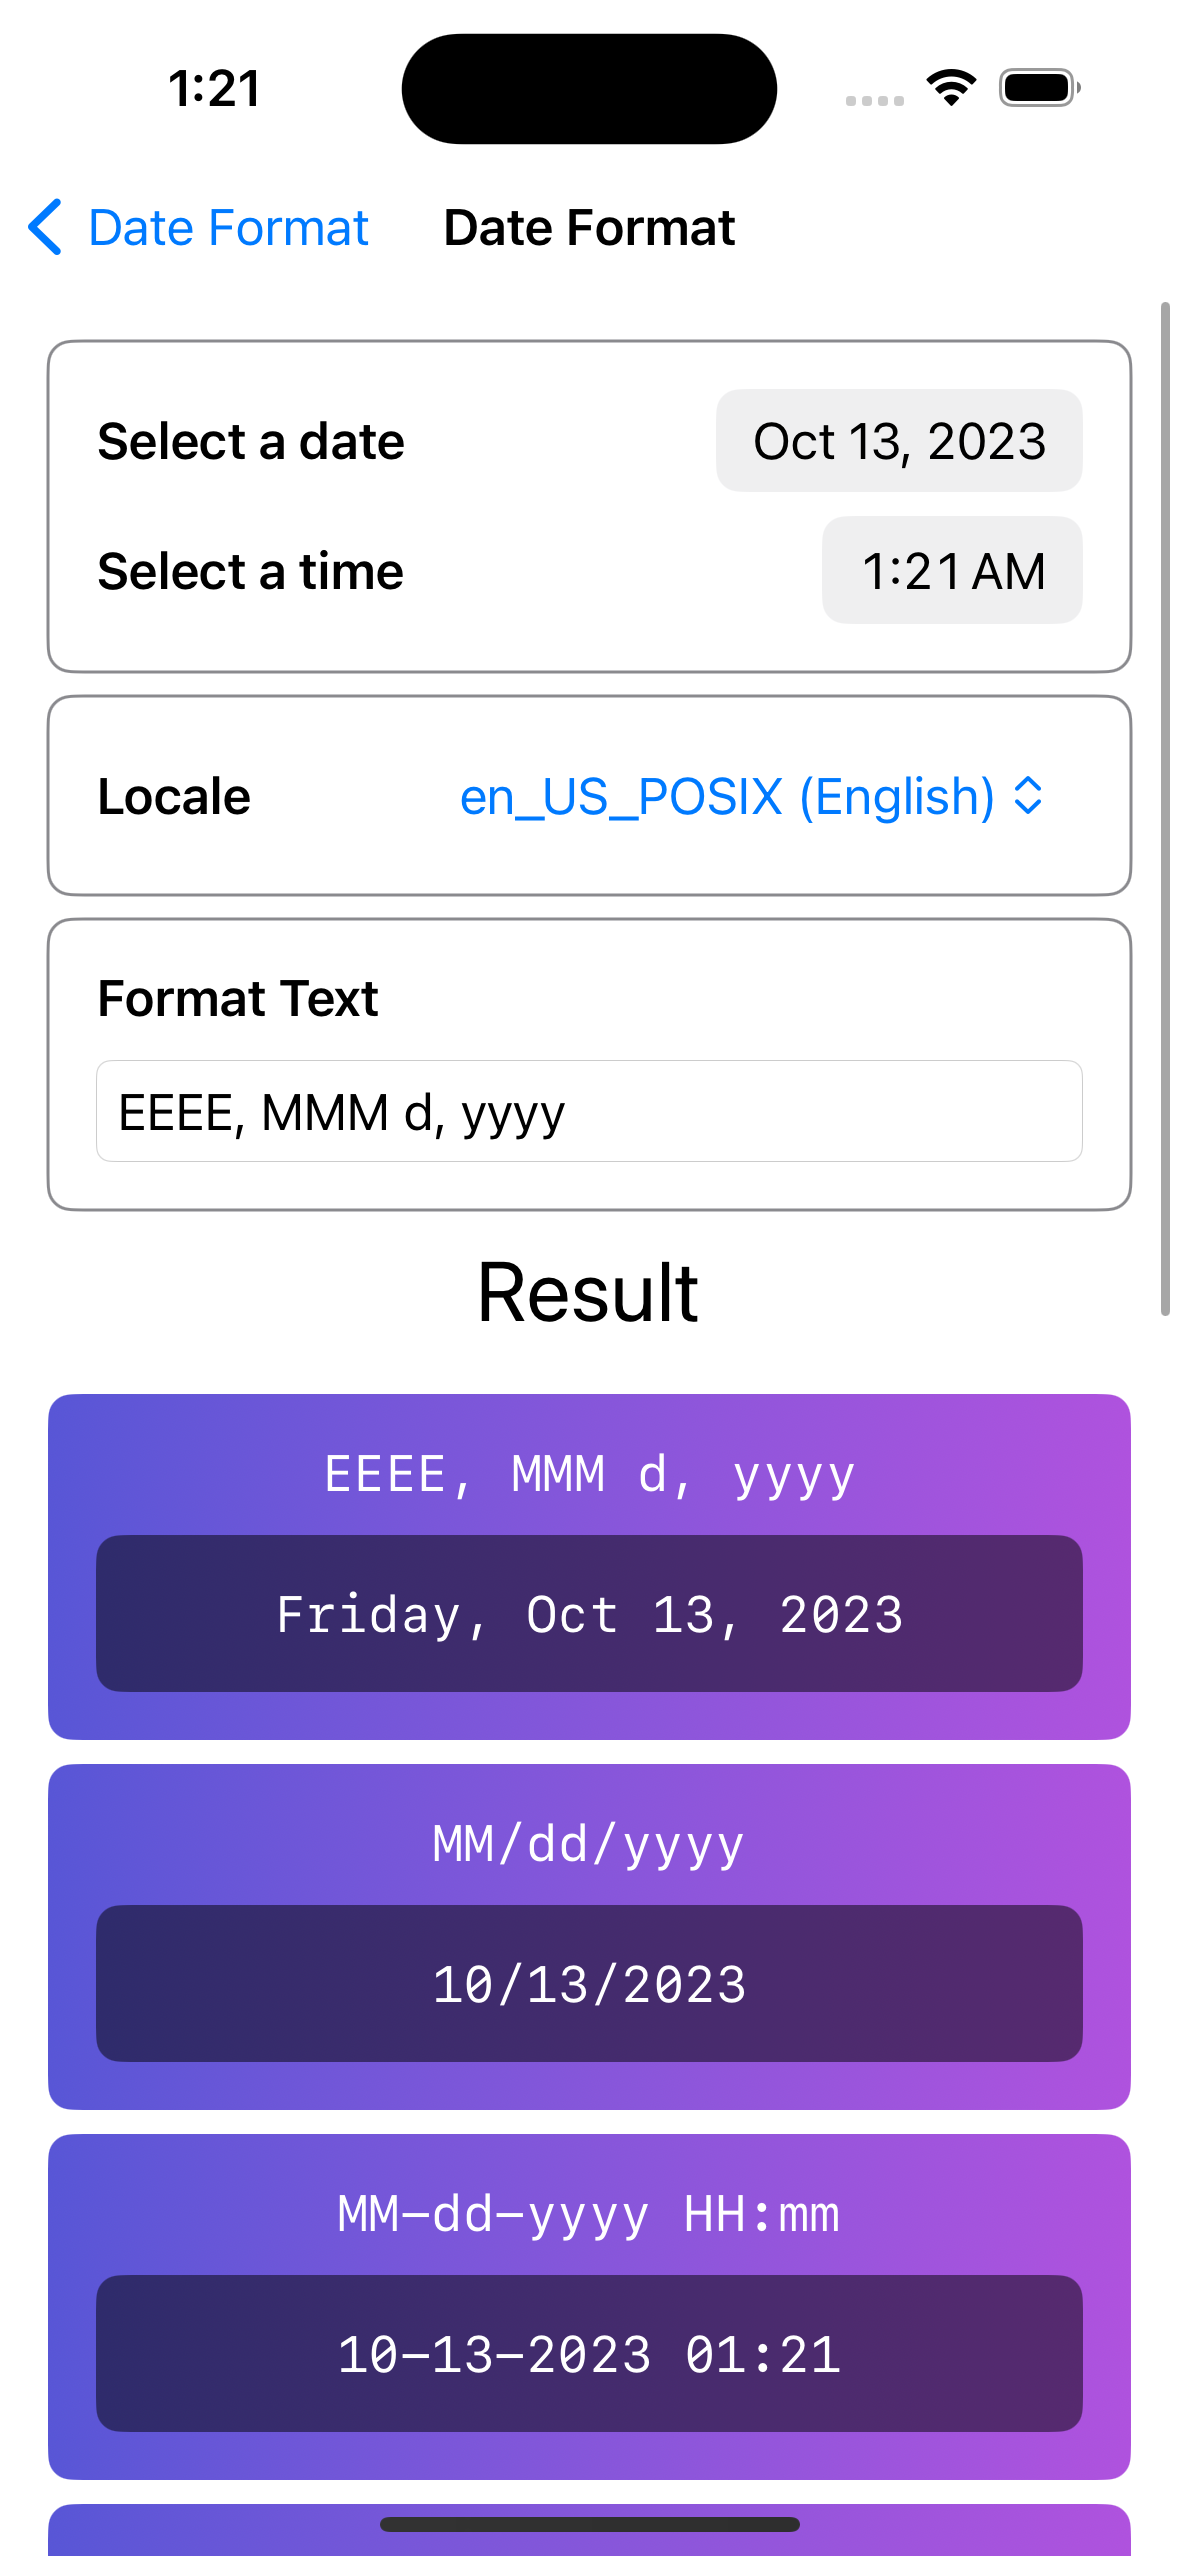 1:21
Date Format Date Format
Select a date Oct 13, 2023
Select a time 1:21 AM
Locale en_US_POSIX (English)
Format Text
EEEE, MMM d, yyyy
Result
EEEE, MMM d, yyyy
Friday, Oct 13, 2023
MM/dd/yyyy
10/13/2023
MM-dd-yyyy HH:mm
10-13-2023 01:21